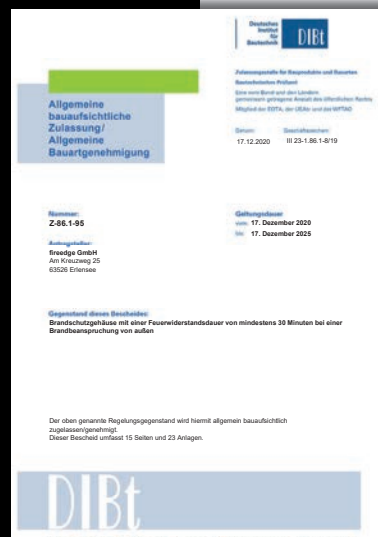 Deutsches
Institut
für
Bautechnik
DIBt
Zulassungsstelle für Bauprodukte und Bauarten
Bautechnisches Prüfamt
Eine vom Bund und den Ländern
gemeinsam getragene Anstalt des öffentlichen Rechts
Mitglied der EOTA, der UEAtc und der WFTAO
Datum: Geschäftszeichen:
17.12.2020 III 23-1.86.1-8/19
Allgemeine
bauaufsichtliche
Zulassung/
Allgemeine
Bauartgenehmigung
Nummer:
Z-86.1-95
Antragsteller:
fireedge GmbH
Am Kreuzweg 25
63526 Erlensee
Geltungsdauer
vom: 17. Dezember 2020
bis: 17. Dezember 2025
Gegenstand dieses Bescheides:
Brandschutzgehäuse mit einer Feuerwiderstandsdauer von mindestens 30 Minuten bei einer
Brandbeanspruchung von außen
Der oben genannte Regelungsgegenstand wird hiermit allgemein bauaufsichtlich
zugelassen/genehmigt.
Dieser Bescheid umfasst 15 Seiten und 23 Anlagen.
DIBt